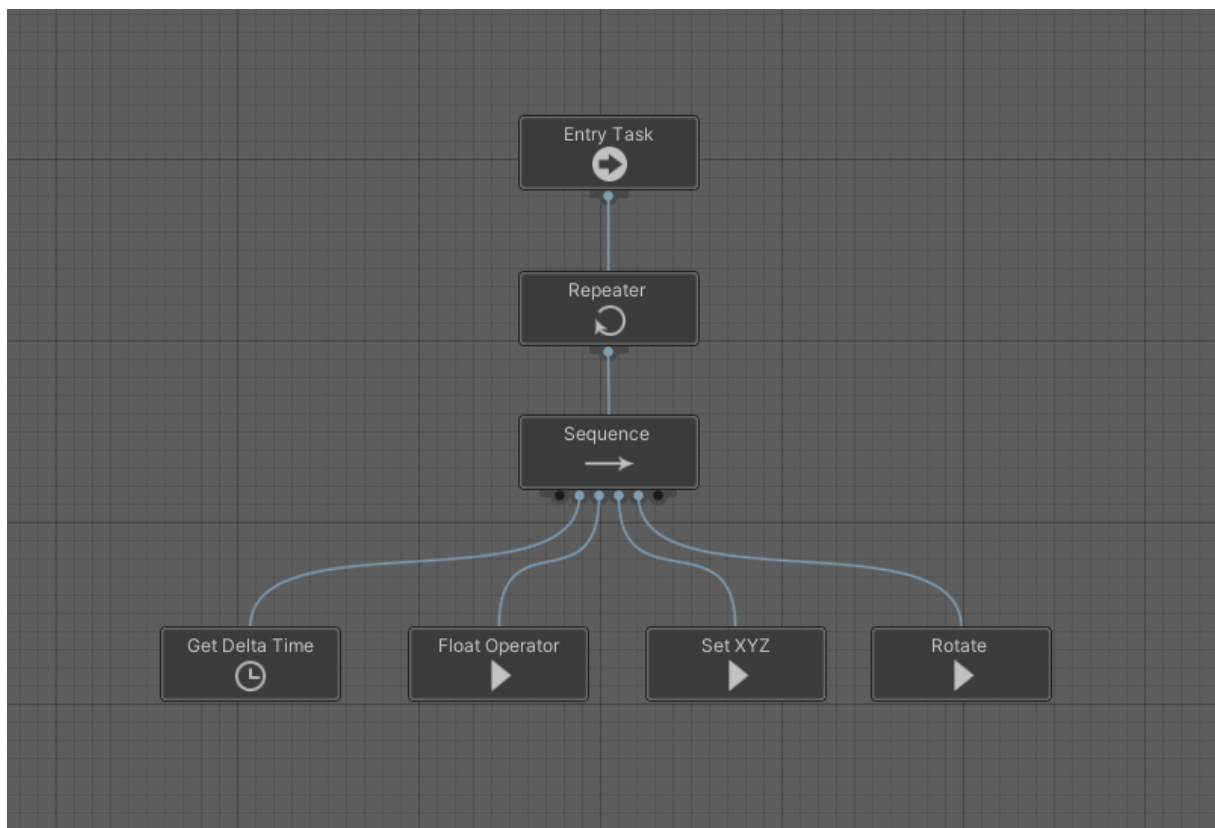 Entry Task
Repeater
Sequence
Get Delta Time
Float Operator
Set XYZ
Rotate